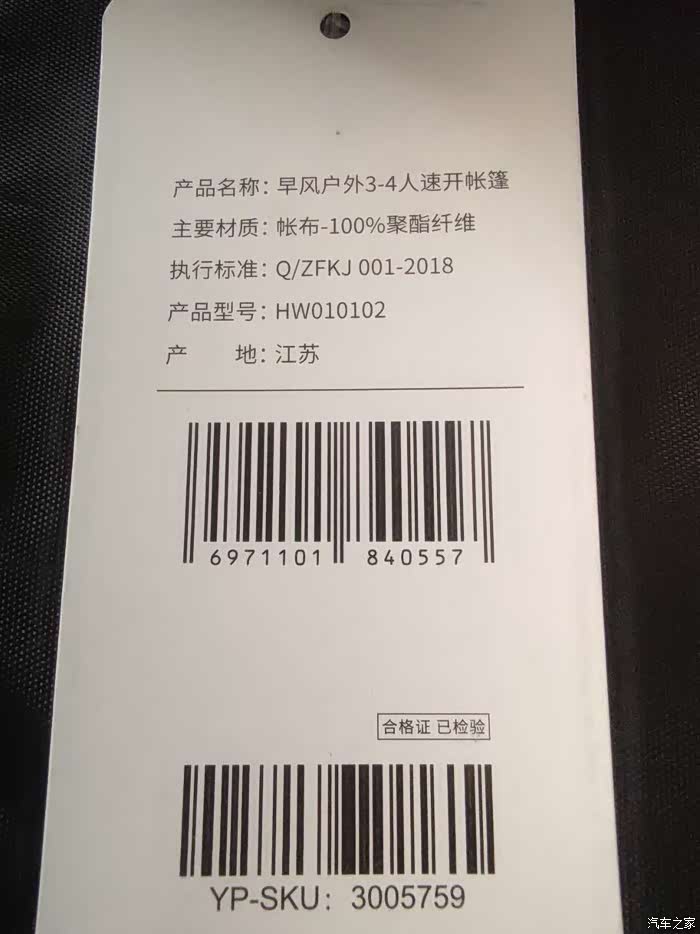 产品名称：早风户外3-4人速开帐篷
主要材质：帐布-100%聚酯纤维
执行标准：Q/ZFKJ 001-2018
产品型号：HW010102
产 地：江苏
6971101 840557
合格证 已检验
YP-SKU：3005759
汽车之家